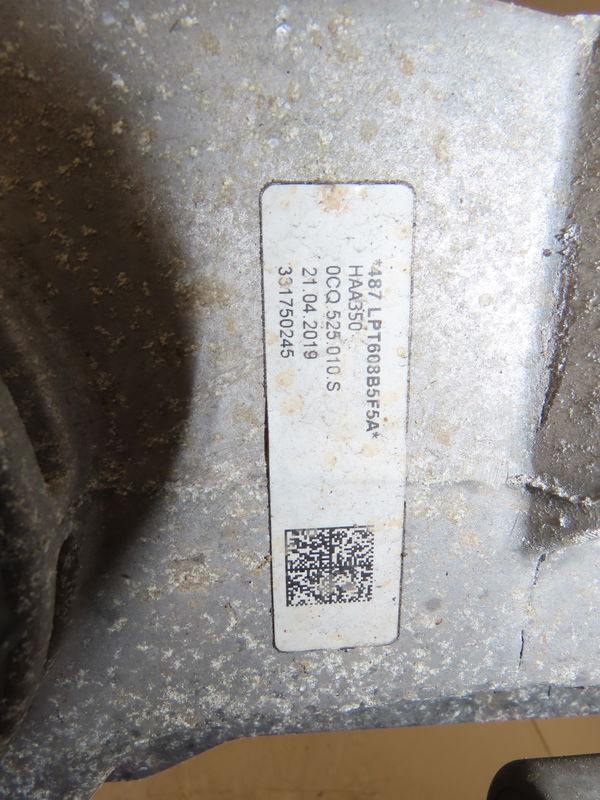 *487 LPT608B5F5A*
HAA350
0CQ 525 010 S
21.04.2019
331750245